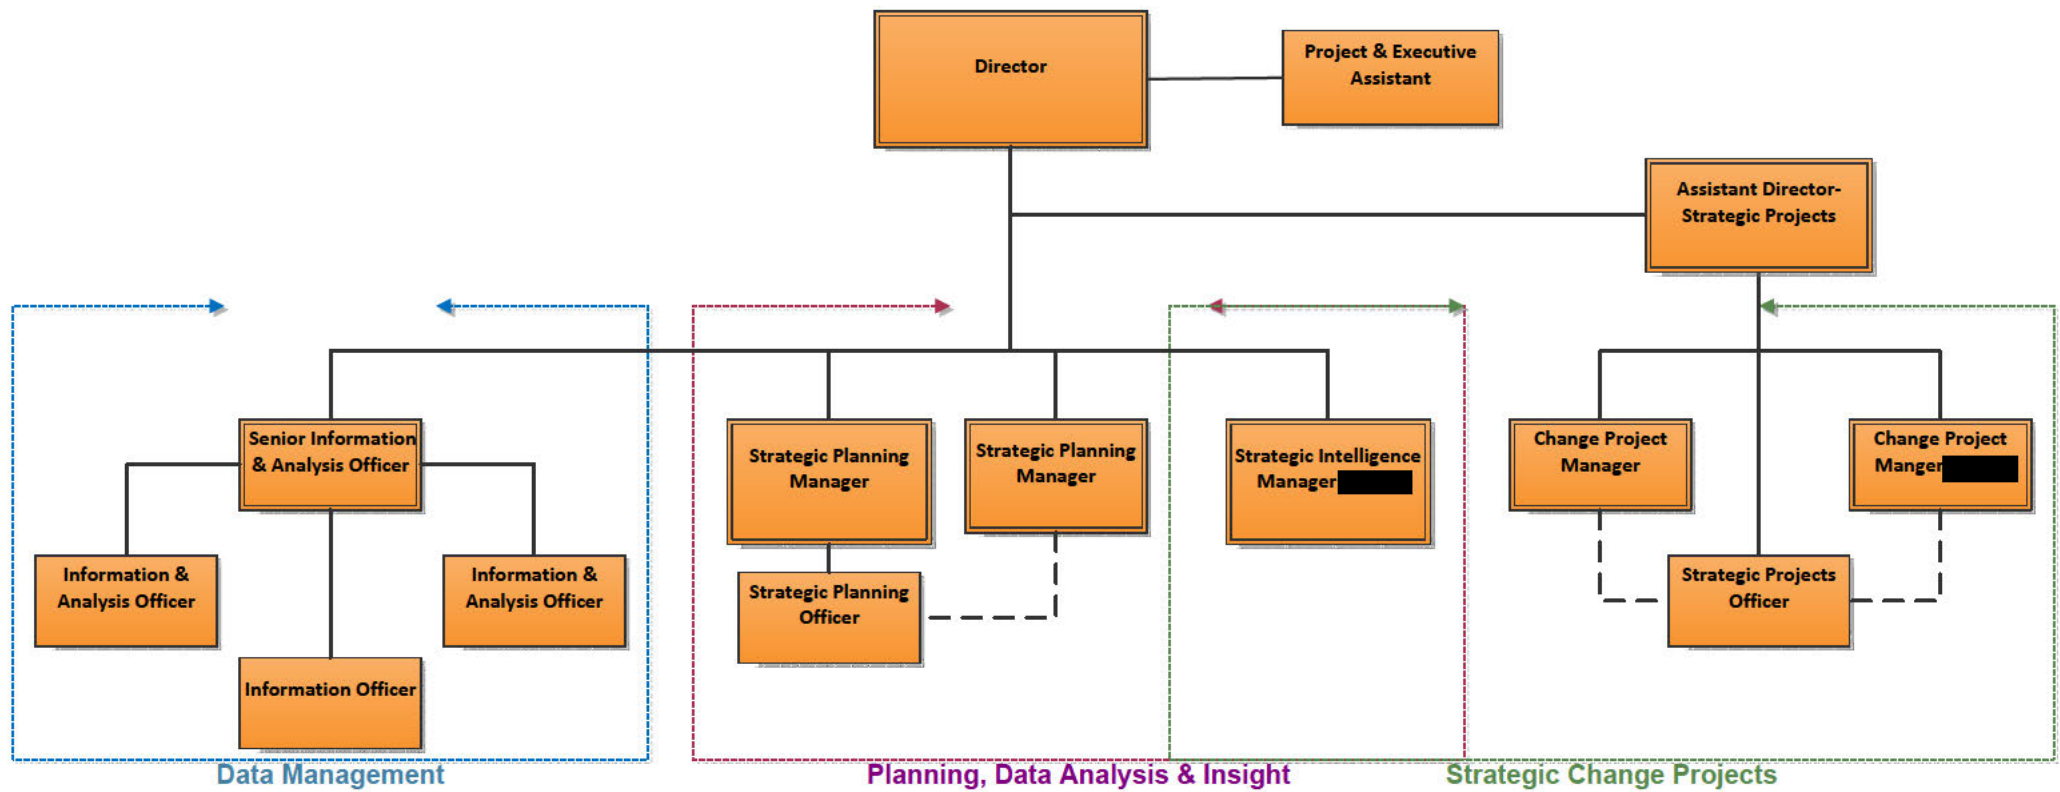 Director
Project & Executive
Assistant
Assistant Director-
Strategic Projects
Senior Information
& Analysis Officer
Information &
Analysis Officer
Information &
Analysis Officer
Information Officer
Strategic Planning
Manager
Strategic Planning
Manager
Strategic Planning
Officer
Strategic Intelligence
Manager
Change Project
Manager
Change Project
Manger
Strategic Projects
Officer
Data Management
Planning, Data Analysis & Insight
Strategic Change Projects